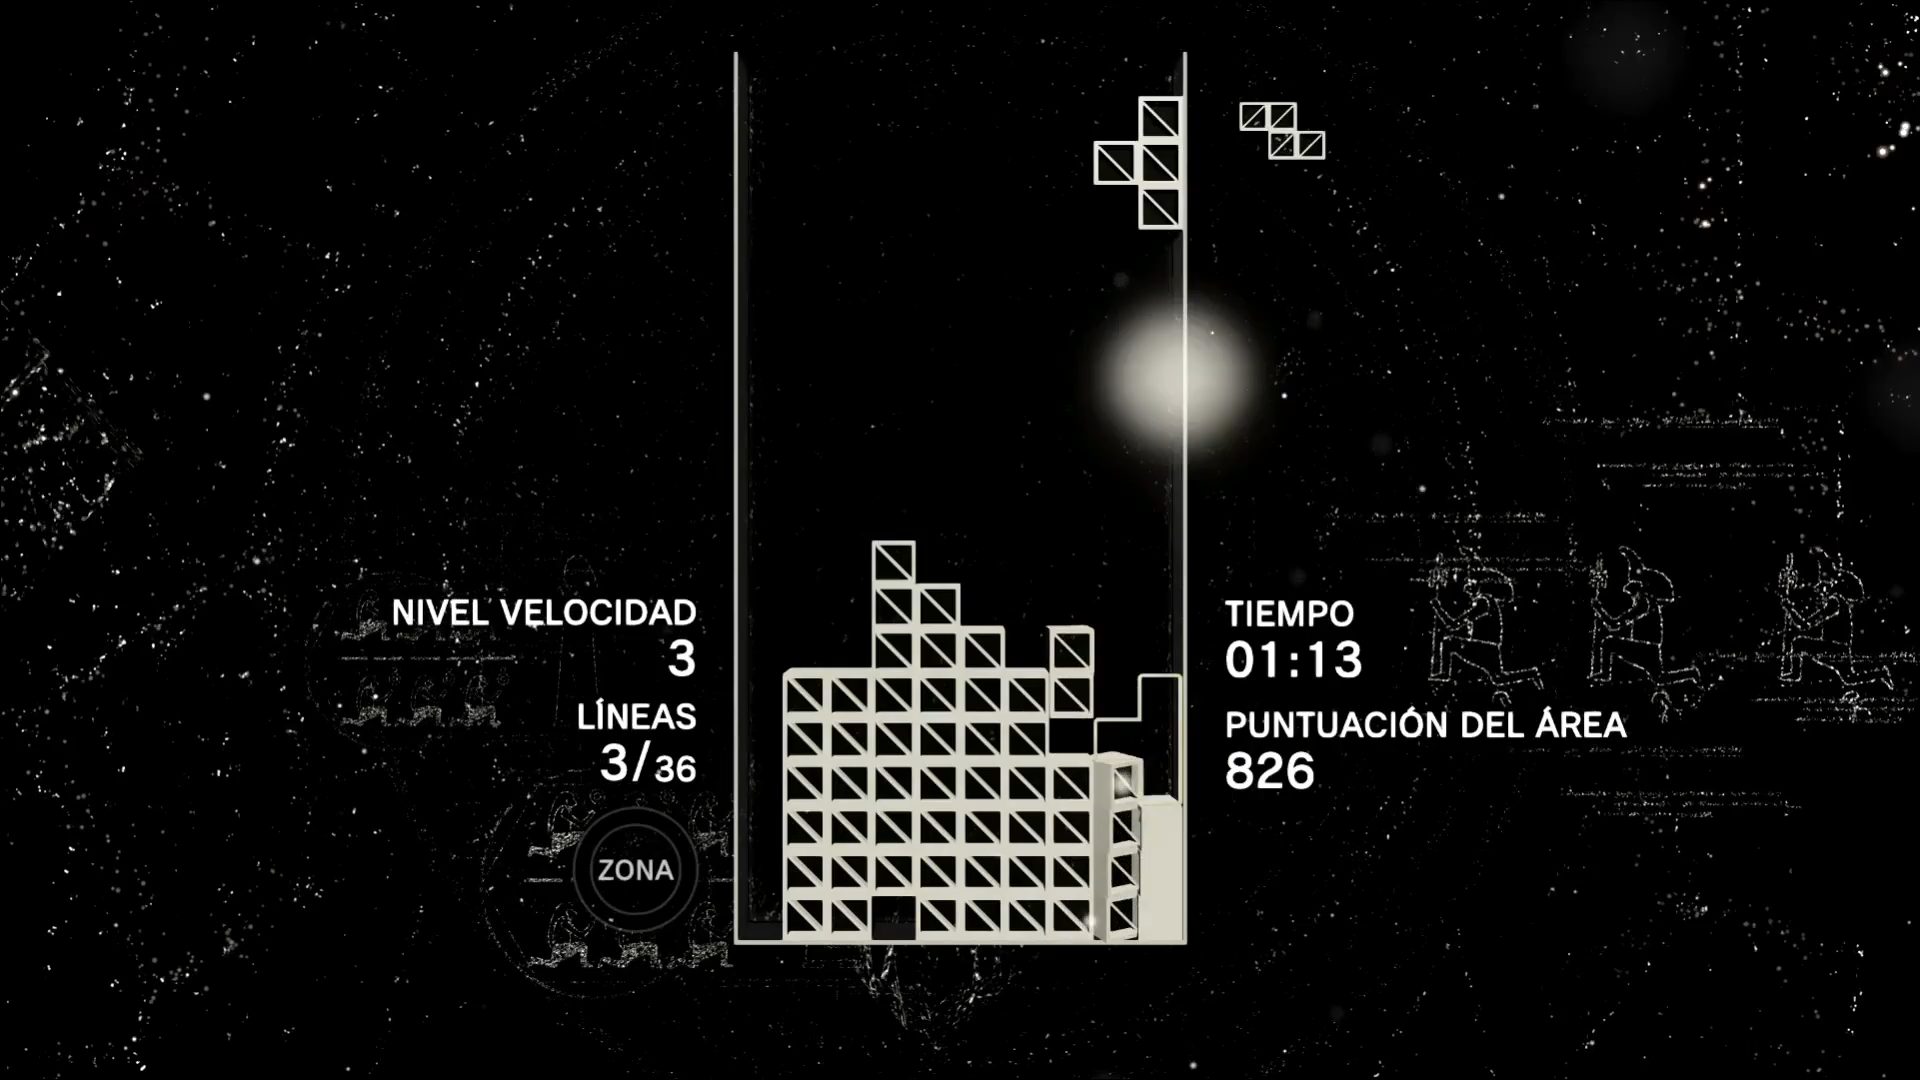 NIVEL VELOCIDAD
3
LÍNEAS
3/36
ZONA
TIEMPO
01:13
PUNTUACIÓN DEL ÁREA
826